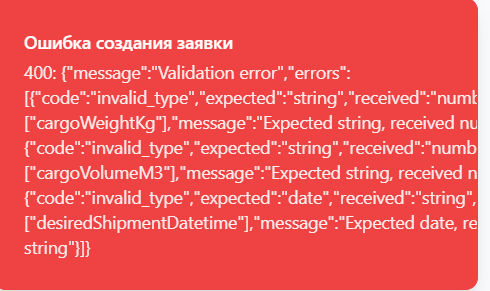 Ошибка создания заявки
400: {"message":"Validation error","errors":
[{"code":"invalid_type","expected":"string","received":"numb
["cargoWeightKg"],"message":"Expected string, received nu
{"code":"invalid_type","expected":"string","received":"numb
["cargoVolumeM3"],"message":"Expected string, received n
{"code":"invalid_type","expected":"date","received":"string",
["desiredShipmentDatetime"],"message":"Expected date, re
string"}]}